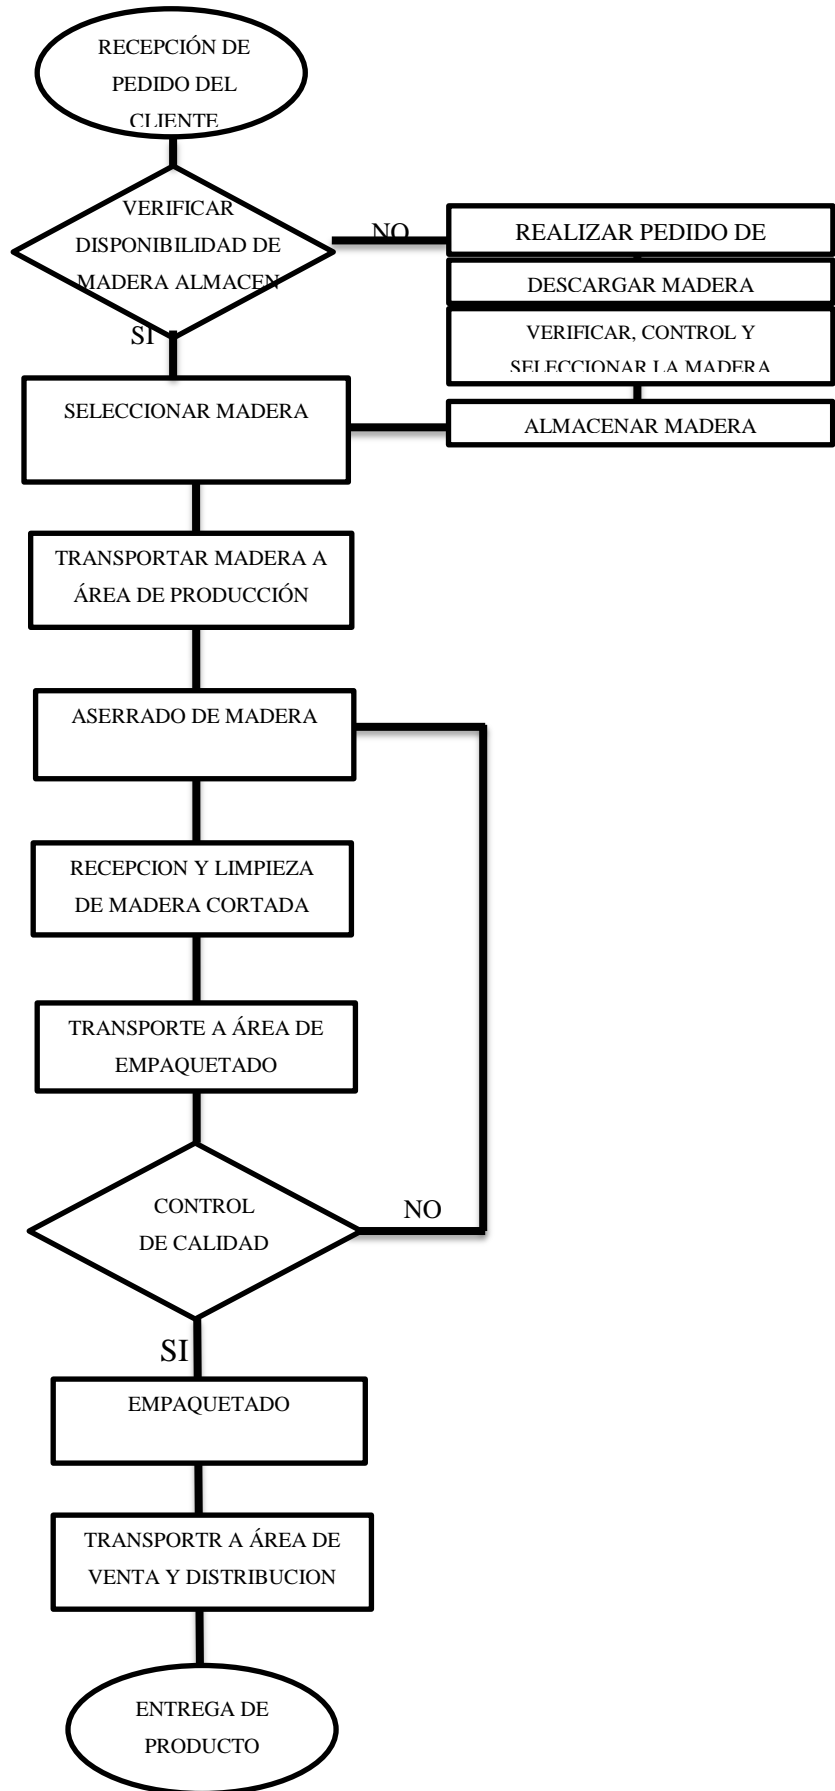 RECEPCIÓN DE
PEDIDO DEL
CLIENTE
VERIFICAR
DISPONIBILIDAD DE
MADERA ALMACEN
NO
REALIZAR PEDIDO DE
DESCARGAR MADERA
VERIFICAR, CONTROL Y
SELECCIONAR LA MADERA
ALMACENAR MADERA
SI
SELECCIONAR MADERA
TRANSPORTAR MADERA A
ÁREA DE PRODUCCIÓN
ASERRADO DE MADERA
RECEPCION Y LIMPIEZA
DE MADERA CORTADA
TRANSPORTE A ÁREA DE
EMPAQUETADO
CONTROL
DE CALIDAD
NO
SI
EMPAQUETADO
TRANSPORTR A ÁREA DE
VENTA Y DISTRIBUCION
ENTREGA DE
PRODUCTO